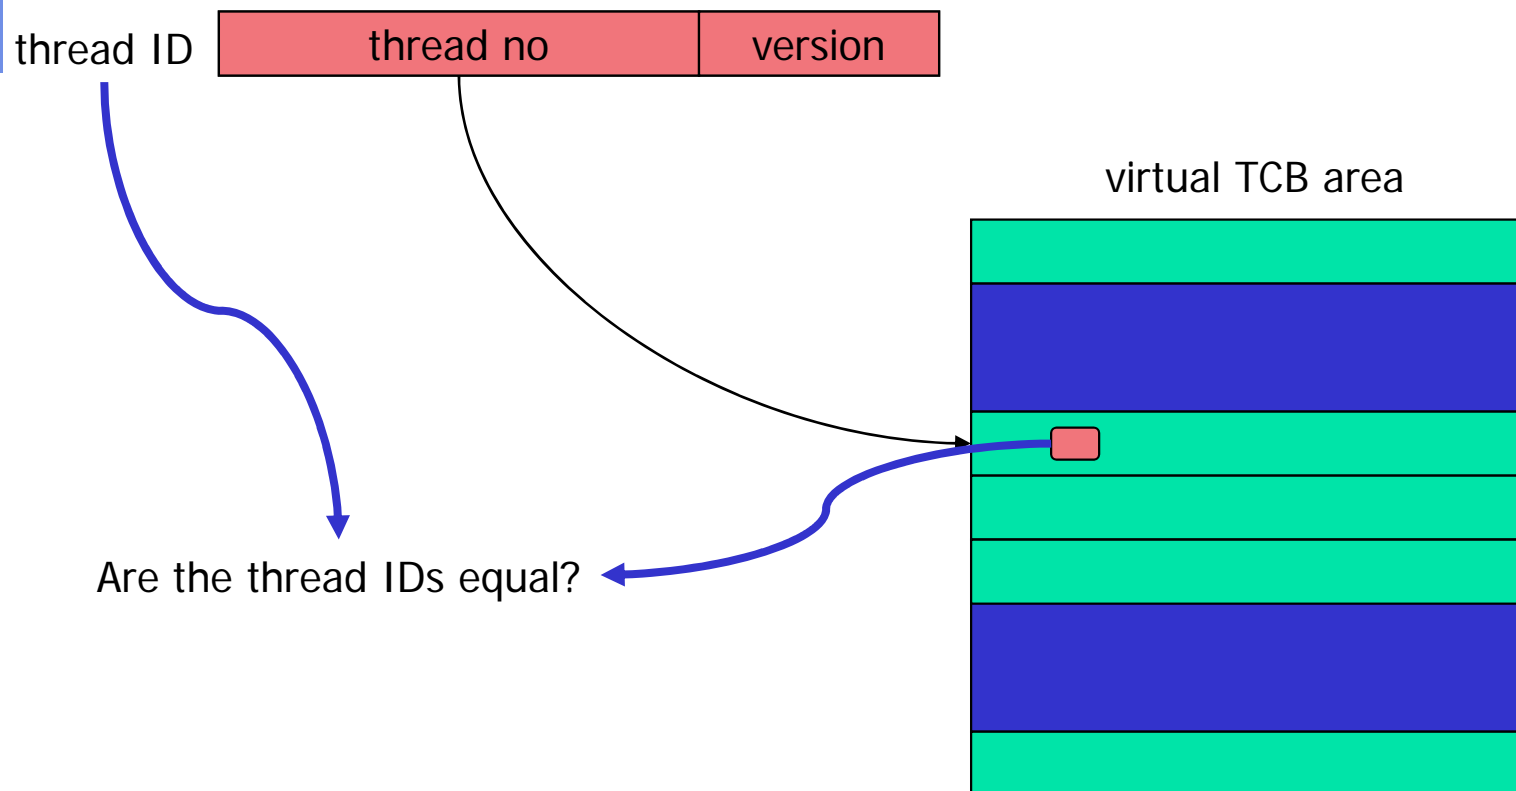 thread ID
thread no
version
virtual TCB area
Are the thread IDs equal?